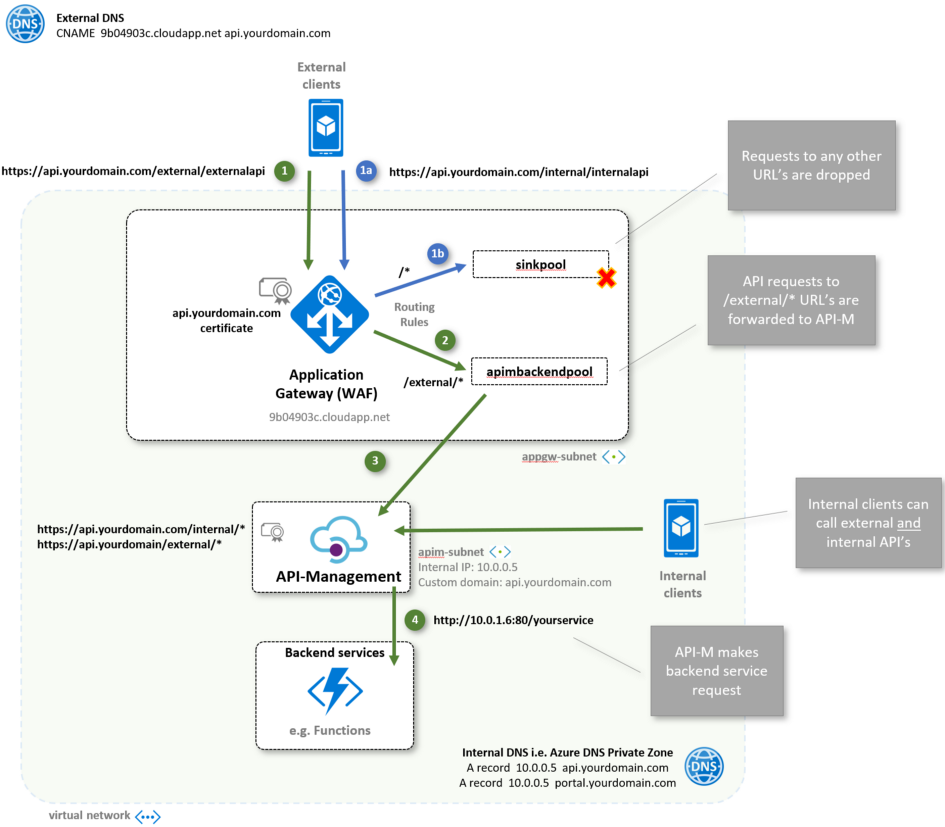 DNS
External DNS
CNAME 9b04903c.cloudapp.net api.yourdomain.com
External
clients
https://api.yourdomain.com/external/externalapi
1
1a
https://api.yourdomain.com/internal/internalapi
Requests to any other
URL's are dropped
1b
/*
sinkpool
api.yourdomain.com
certificate
Routing
Rules
API requests to
/external/* URL's are
forwarded to API-M
2
/external/*
apimbackendpool
Application
Gateway (WAF)
9b04903c.cloudapp.net
appgw-subnet
3
https://api.yourdomain.com/internal/*
https://api.yourdomain/external/*
API-Management
apim-subnet
Internal IP: 10.0.0.5
Custom domain: api.yourdomain.com
Internal
clients
Internal clients can
call external and
internal API's
4
http://10.0.1.6:80/yourservice
API-M makes
backend service
request
Backend services
e.g. Functions
Internal DNS i.e. Azure DNS Private Zone
A record 10.0.0.5 api.yourdomain.com
A record 10.0.0.5 portal.yourdomain.com
DNS
virtual network